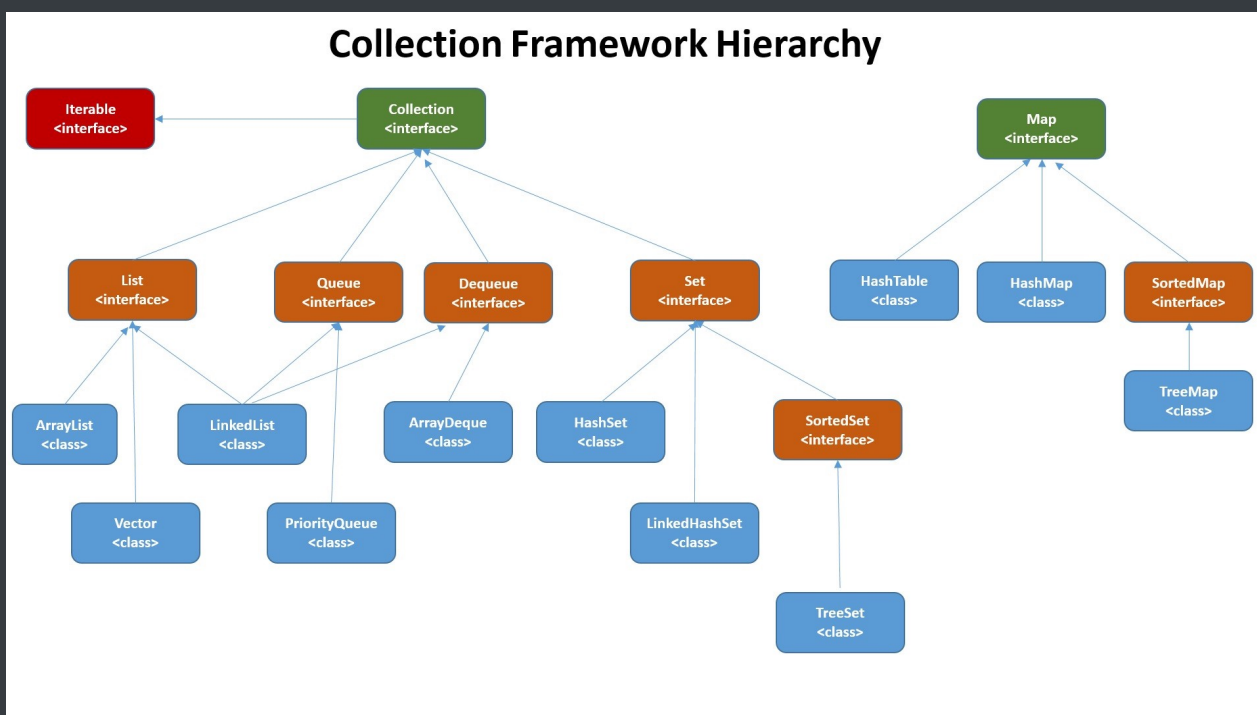 Collection Framework Hierarchy
Iterable
<interface>
Collection
<interface>
Map
<interface>
List
<interface>
Queue
<interface>
Dequeue
<interface>
Set
<interface>
HashTable
<class>
HashMap
<class>
SortedMap
<interface>
ArrayList
<class>
LinkedList
<class>
ArrayDeque
<class>
HashSet
<class>
SortedSet
<interface>
TreeMap
<class>
Vector
<class>
PriorityQueue
<class>
LinkedHashSet
<class>
TreeSet
<class>